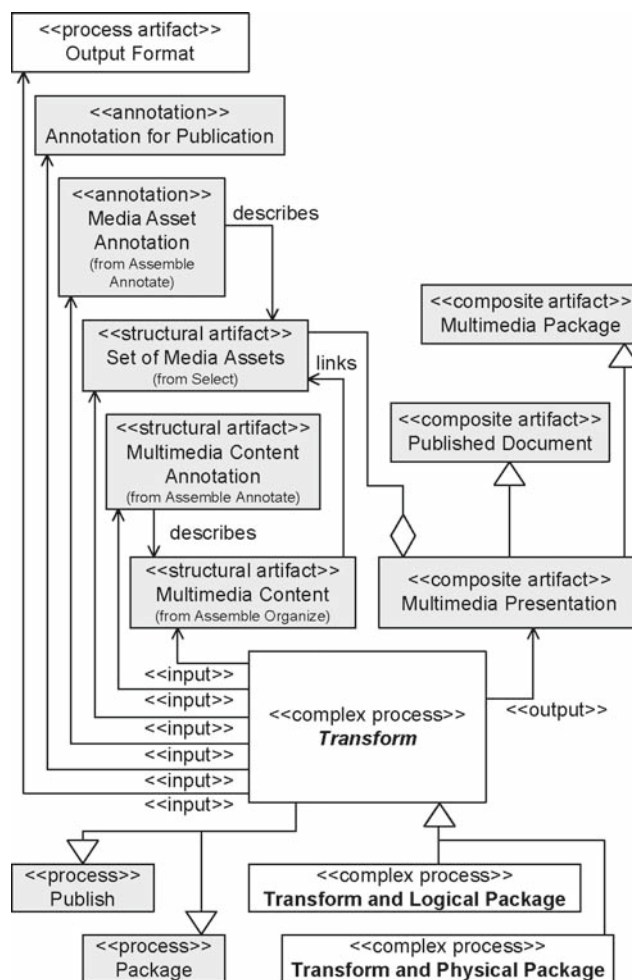 <<process artifact>>
Output Format
<<annotation>>
Annotation for Publication
<<annotation>>
Media Asset
Annotation
(from Assemble
Annotate)
describes
<<structural artifact>>
Set of Media Assets
(from Select)
links
<<composite artifact>>
Multimedia Package
<<composite artifact>>
Published Document
<<structural artifact>>
Multimedia Content
Annotation
(from Assemble Annotate)
describes
<<structural artifact>>
Multimedia Content
(from Assemble Organize)
<<composite artifact>>
Multimedia Presentation
<<input>>
<<input>>
<<input>>
<<input>>
<<input>>
<<input>>
<<complex process>>
Transform
<<output>>
<<process>>
Publish
<<process>>
Package
<<complex process>>
Transform and Logical Package
<<complex process>>
Transform and Physical Package